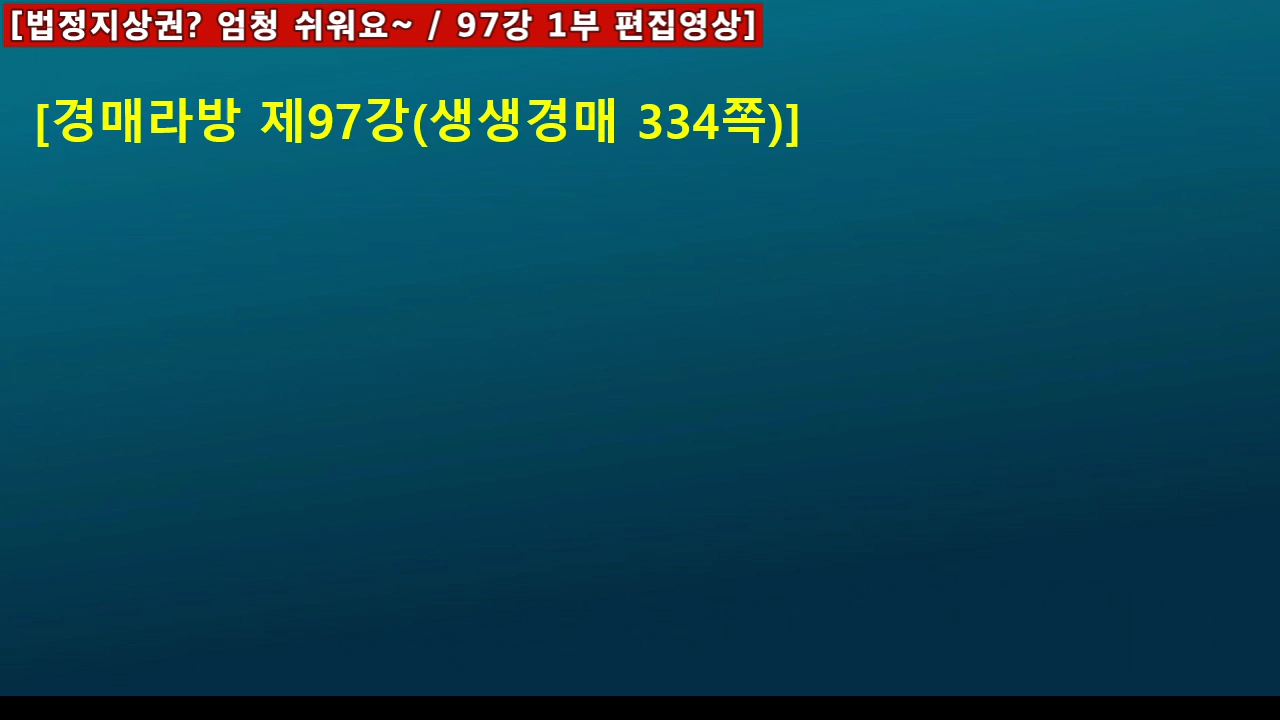 [법정지상권? 엄청 쉬워요~ / 97강 1부 편집영상]
[경매라방 제97강(생생경매 334쪽)]